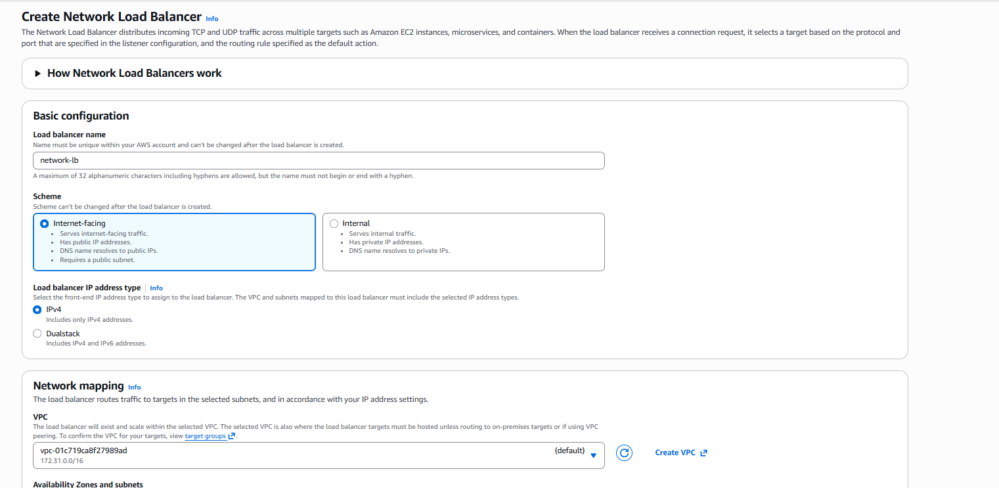 Create Network Load Balancer Info
The Network Load Balancer distributes incoming TCP and UDP traffic across multiple targets such as Amazon EC2 instances, microservices, and containers. When the load balancer receives a connection request, it selects a target based on the protocol and
port that are specified in the listener configuration, and the routing rule specified as the default action.
How Network Load Balancers work
Basic configuration
Load balancer name
Name must be unique within your AWS account and can't be changed after the load balancer is created.
network-lb
A maximum of 32 alphanumeric characters including hyphens are allowed, but the name must not begin or end with a hyphen.
Scheme
Scheme can't be changed after the load balancer is created.
Internet-facing
• Serves internet-facing traffic.
• Has public IP addresses.
• DNS name resolves to public IPs.
• Requires a public subnet.
Internal
• Serves internal traffic.
• Has private IP addresses.
• DNS name resolves to private IPs.
Load balancer IP address type Info
Select the front-end IP address type to assign to the load balancer. The VPC and subnets mapped to this load balancer must include the selected IP address types.
IPv4
Includes only IPv4 addresses.
Dualstack
Includes IPv4 and IPv6 addresses.
Network mapping Info
The load balancer routes traffic to targets in the selected subnets, and in accordance with your IP address settings.
VPC
The load balancer will exist and scale within the selected VPC. The selected VPC is also where the load balancer targets must be hosted unless routing to on-premises targets or if using VPC
peering. To confirm the VPC for your targets, view target groups.
vpc-01c719ca8f27989ad (default)
172.31.0.0/16
Create VPC
Availability Zones and subnets